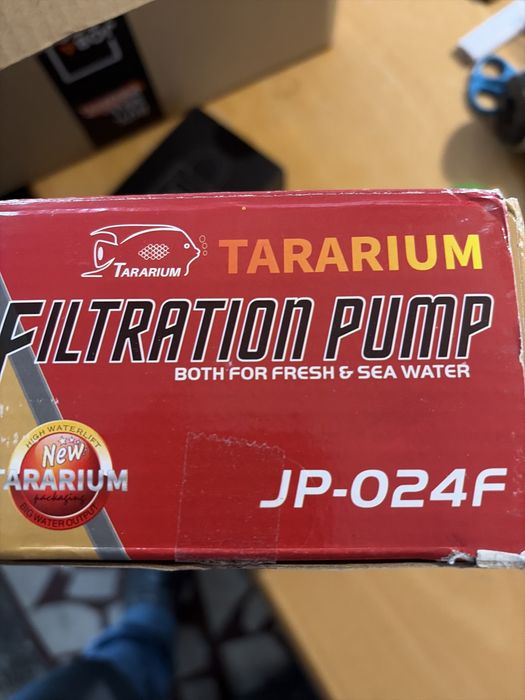 TARARIUM
TARARIUM
FILTRATION PUMP
BOTH FOR FRESH & SEA WATER
HIGH WATERLIFT
New
TARARIUM
packaging
BIG WATER OUTPUT
JP-024F